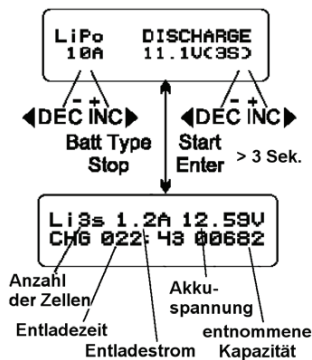 LiPo DISCHARGE
10A 11.1V(3S)
- + - +
◀DEC INC▶ ◀DEC INC▶
Batt Type Start
Stop Enter > 3 Sek.
Li3s 1.2A 12.59V
CHG 022:43 00682
Anzahl
der Zellen
Akku-
spannung
Entladezeit
entnommene
Kapazität
Entladestrom